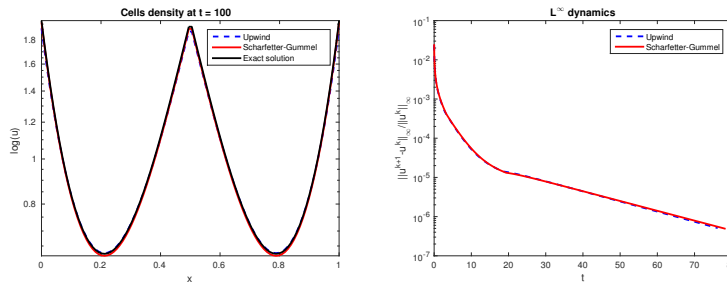 Cells density at t = 100
Upwind
Scharfetter-Gummel
Exact solution
log(u)
1.8
1.6
1.4
1.2
1
0.8
0
0.2
0.4
0.6
0.8
1
x
L∞ dynamics
Upwind
Scharfetter-Gummel
||u^{k+1}-u^k||_∞/||u^k||_∞
10^{-1}
10^{-2}
10^{-3}
10^{-4}
10^{-5}
10^{-6}
10^{-7}
0
10
20
30
40
50
60
70
t